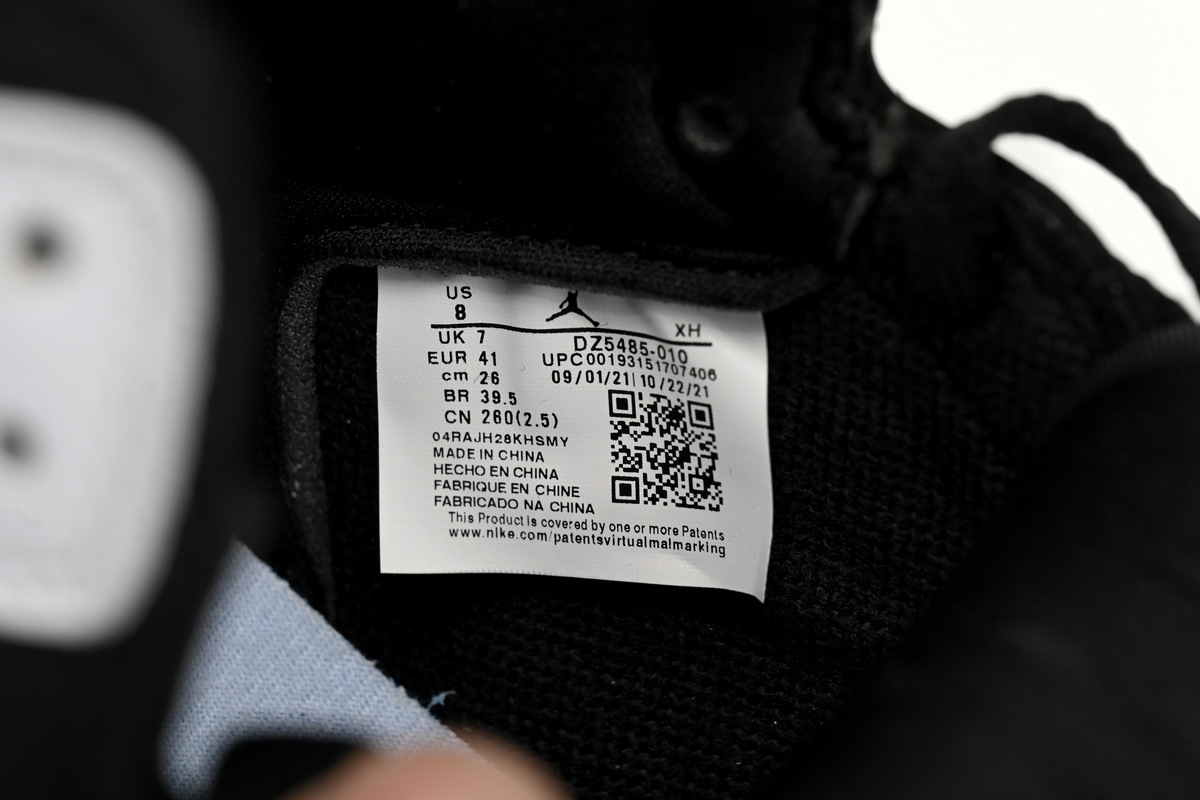 US
8
XH
UK 7
DZ5485-010
EUR 41
UPC00193151707406
cm 26
09/01/21| 10/22/21
BR 39.5
CN 260(2.5)
04RAJH28KHSMY
MADE IN CHINA
HECHO EN CHINA
FABRIQUE EN CHINE
FABRICADO NA CHINA
This Product is covered by one or more Patents
www.nike.com/patentsvirtualmalmarking